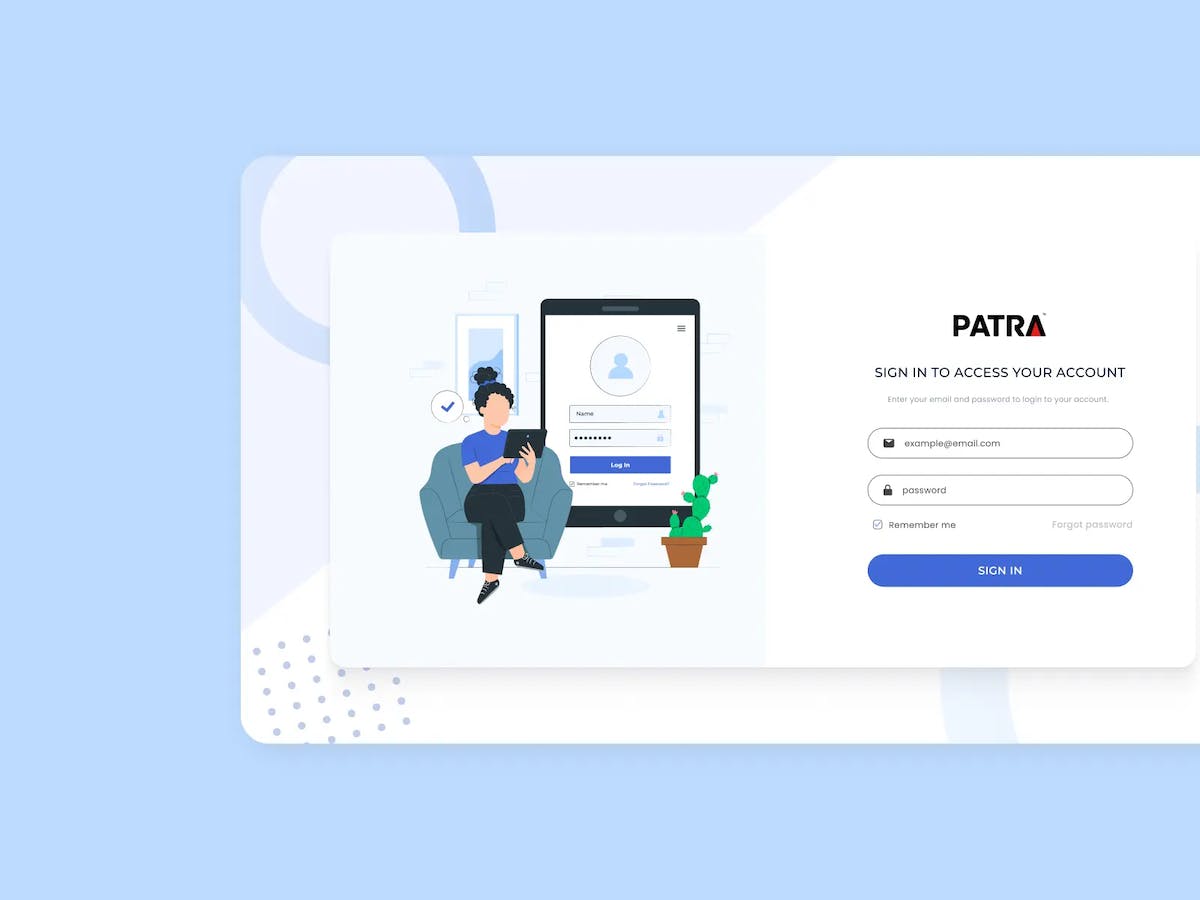 PATRA™
SIGN IN TO ACCESS YOUR ACCOUNT
Enter your email and password to login to your account.
example@email.com
password
Remember me
Forgot password
SIGN IN
Name
Log In
Remember me
Forgot Password?